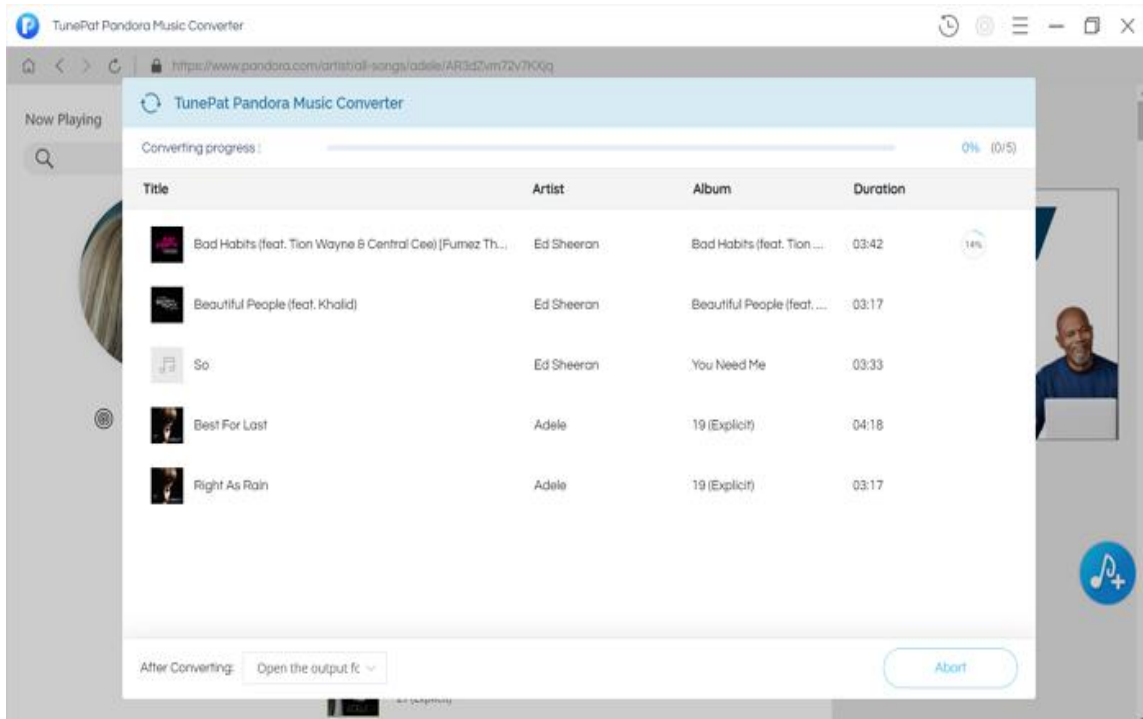 TunePat Pandora Music Converter
https://www.pandora.com/artist/all-songs/adele/
TunePat Pandora Music Converter
Now Playing
Converting progress : 0% (0/5)
Title Artist Album Duration
Bad Habits (feat. Tion Wayne & Central Cee) [Fumez Th... Ed Sheeran Bad Habits (feat. Tion ... 03:42 14%
Beautiful People (feat. Khalid) Ed Sheeran Beautiful People (feat. ... 03:17
So Ed Sheeran You Need Me 03:33
Best For Last Adele 19 (Explicit) 04:18
Right As Rain Adele 19 (Explicit) 03:17
After Converting: Open the output fc Abort